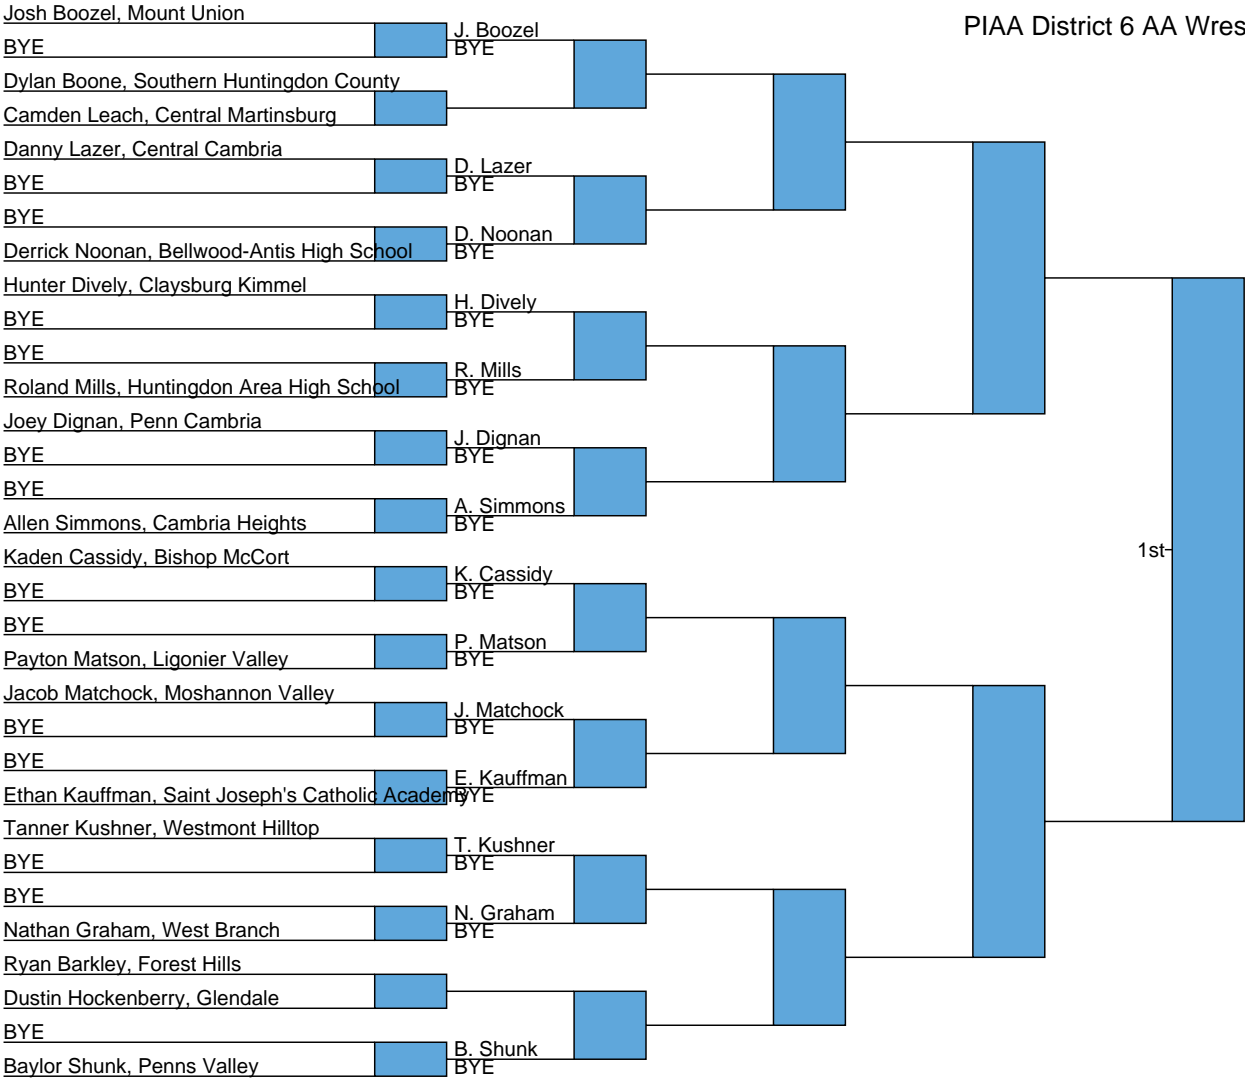 PIAA District 6 AA Wres
Josh Boozel, Mount Union
BYE
Dylan Boone, Southern Huntingdon County
Camden Leach, Central Martinsburg
Danny Lazer, Central Cambria
BYE
BYE
Derrick Noonan, Bellwood-Antis High School
Hunter Dively, Claysburg Kimmel
BYE
BYE
Roland Mills, Huntingdon Area High School
Joey Dignan, Penn Cambria
BYE
BYE
Allen Simmons, Cambria Heights
Kaden Cassidy, Bishop McCort
BYE
BYE
Payton Matson, Ligonier Valley
Jacob Matchock, Moshannon Valley
BYE
BYE
Ethan Kauffman, Saint Joseph's Catholic Academy
Tanner Kushner, Westmont Hilltop
BYE
BYE
Nathan Graham, West Branch
Ryan Barkley, Forest Hills
Dustin Hockenberry, Glendale
BYE
Baylor Shunk, Penns Valley
J. Boozel
BYE
D. Lazer
BYE
D. Noonan
BYE
H. Dively
BYE
R. Mills
BYE
J. Dignan
BYE
A. Simmons
BYE
K. Cassidy
BYE
P. Matson
BYE
J. Matchock
BYE
E. Kauffman
BYE
T. Kushner
BYE
N. Graham
BYE
B. Shunk
BYE
1st